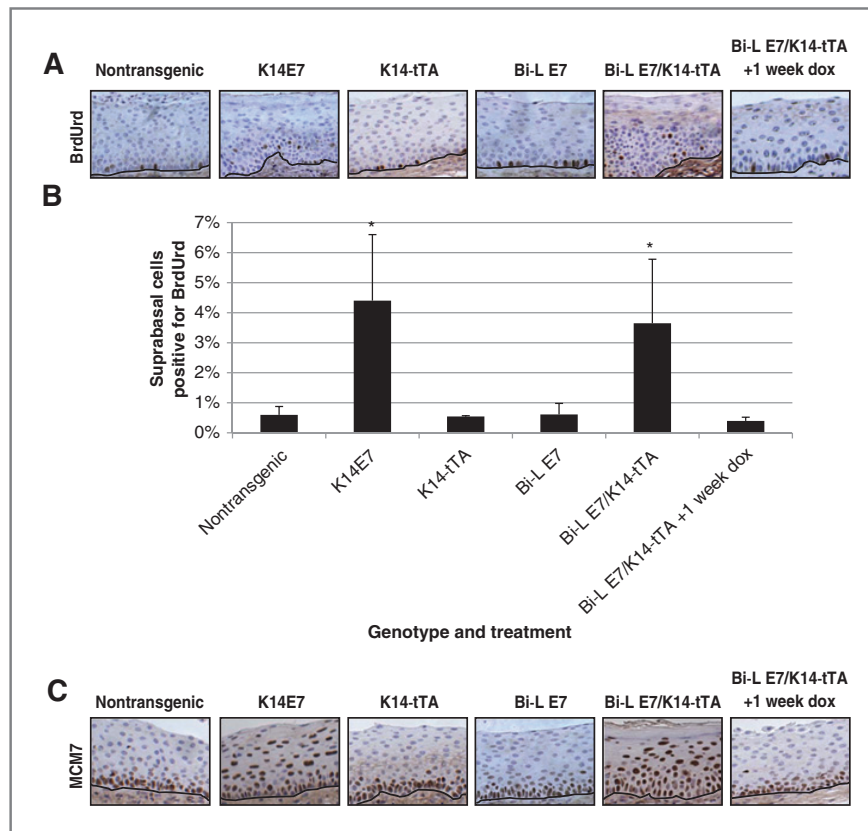 A
Nontransgenic
K14E7
K14-tTA
Bi-L E7
Bi-L E7/K14-tTA
Bi-L E7/K14-tTA
+1 week dox
BrdUrd
B
7%
6%
5%
4%
3%
2%
1%
0%
Suprabasal cells
positive for BrdUrd
*
*
Nontransgenic
K14E7
K14-tTA
Bi-L E7
Bi-L E7/K14-tTA
Bi-L E7/K14-tTA +1 week dox
Genotype and treatment
C
Nontransgenic
K14E7
K14-tTA
Bi-L E7
Bi-L E7/K14-tTA
Bi-L E7/K14-tTA
+1 week dox
MCM7